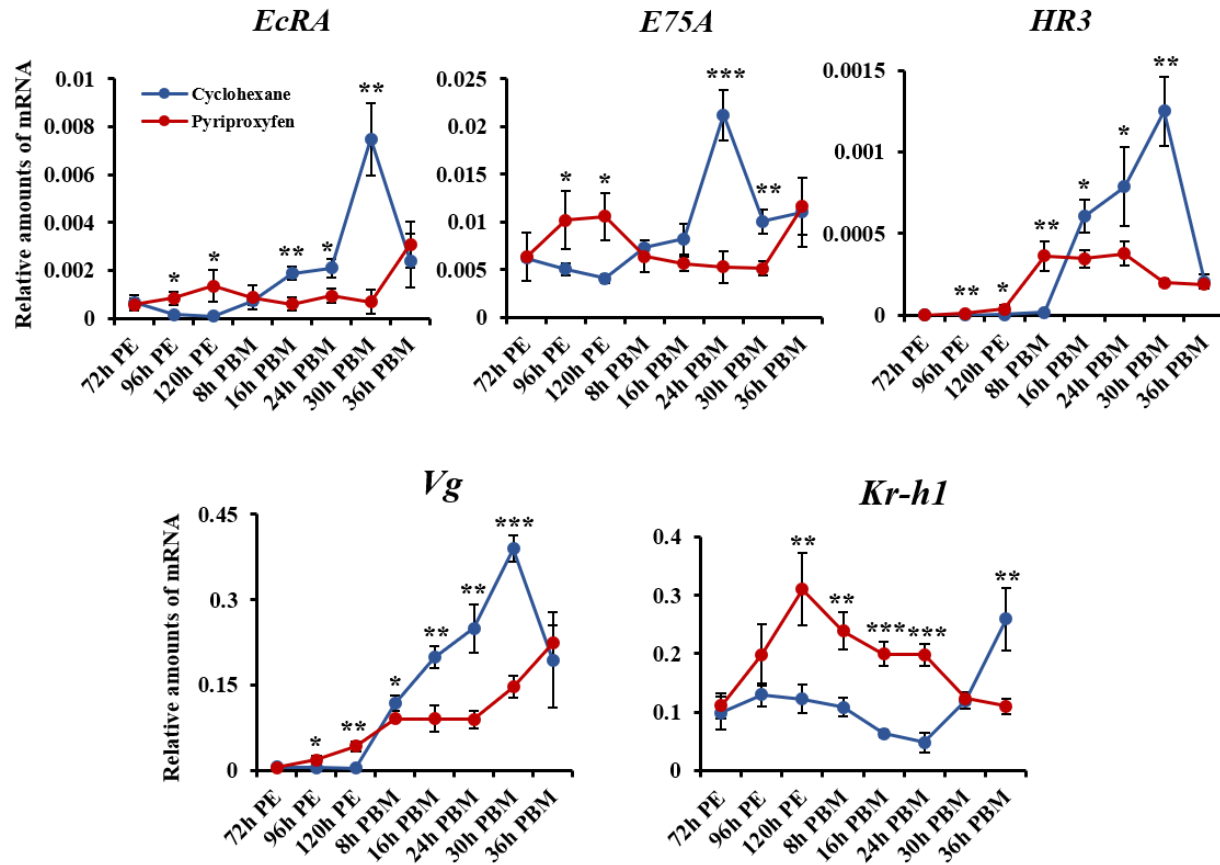 EcRA
E75A
HR3
Relative amounts of mRNA
0.01
0.008
0.006
0.004
0.002
0
Cyclohexane
Pyriproxyfen
* * ** * **
72h PE
96h PE
120h PE
8h PBM
16h PBM
24h PBM
30h PBM
36h PBM
0.025
0.02
0.015
0.01
0.005
0
* * *** **
72h PE
96h PE
120h PE
8h PBM
16h PBM
24h PBM
30h PBM
36h PBM
0.0015
0.001
0.0005
0
** * ** * * **
72h PE
96h PE
120h PE
8h PBM
16h PBM
24h PBM
30h PBM
36h PBM
Vg
Kr-h1
Relative amounts of mRNA
0.45
0.3
0.15
0
* ** * ** ** ***
72h PE
96h PE
120h PE
8h PBM
16h PBM
24h PBM
30h PBM
36h PBM
0.4
0.3
0.2
0.1
0
** ** *** *** **
72h PE
96h PE
120h PE
8h PBM
16h PBM
24h PBM
30h PBM
36h PBM